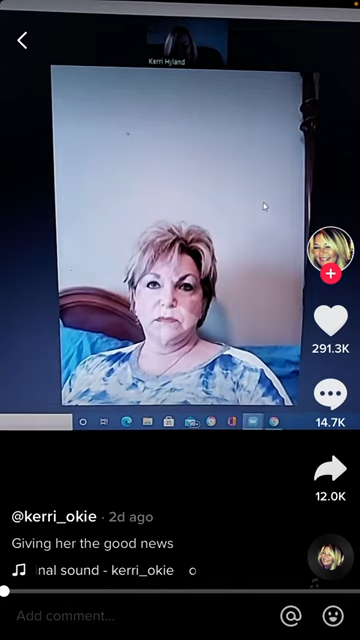 Kerri Hyland
291.3K
14.7K
12.0K
@kerri_okie · 2d ago
Giving her the good news
inal sound - kerri_okie o
Add comment...